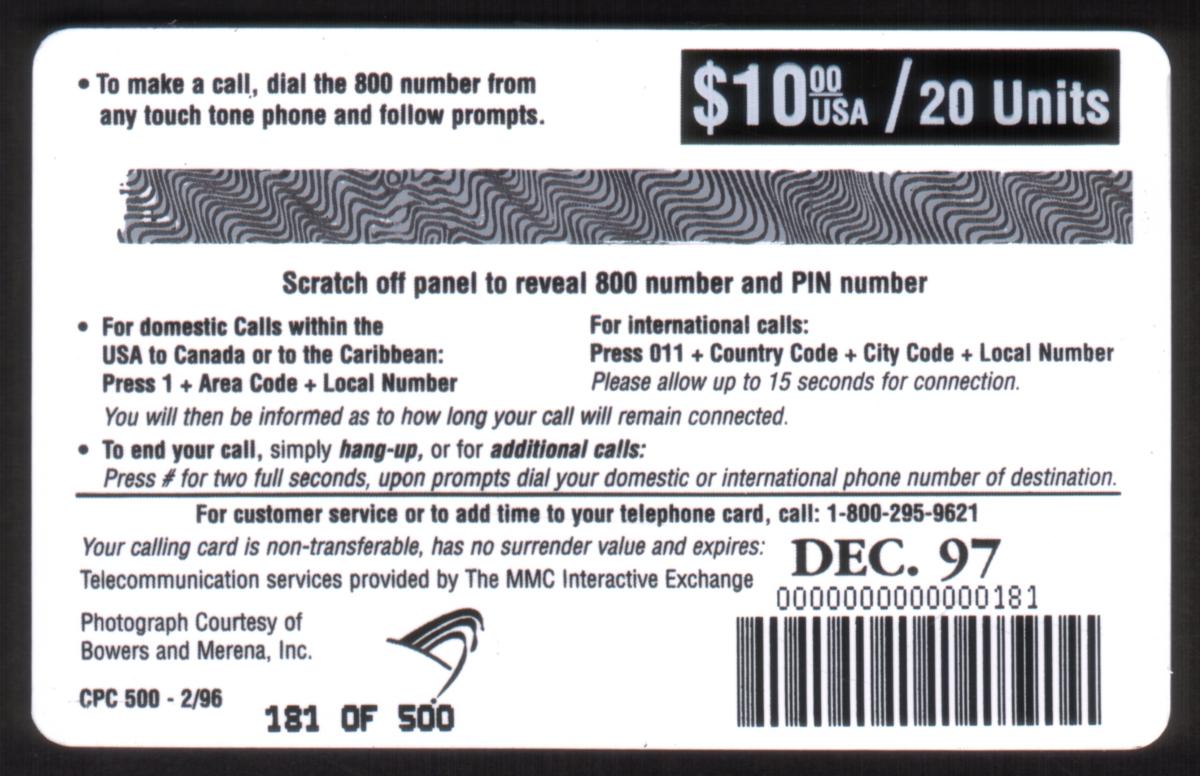 • To make a call, dial the 800 number from
any touch tone phone and follow prompts.
$10 00 USA / 20 Units
Scratch off panel to reveal 800 number and PIN number
• For domestic Calls within the
USA to Canada or to the Caribbean:
Press 1 + Area Code + Local Number
For international calls:
Press 011 + Country Code + City Code + Local Number
Please allow up to 15 seconds for connection.
You will then be informed as to how long your call will remain connected.
• To end your call, simply hang-up, or for additional calls:
Press # for two full seconds, upon prompts dial your domestic or international phone number of destination.
For customer service or to add time to your telephone card, call: 1-800-295-9621
Your calling card is non-transferable, has no surrender value and expires: DEC. 97
Telecommunication services provided by The MMC Interactive Exchange
0000000000000181
Photograph Courtesy of
Bowers and Merena, Inc.
CPC 500 - 2/96
181 OF 500